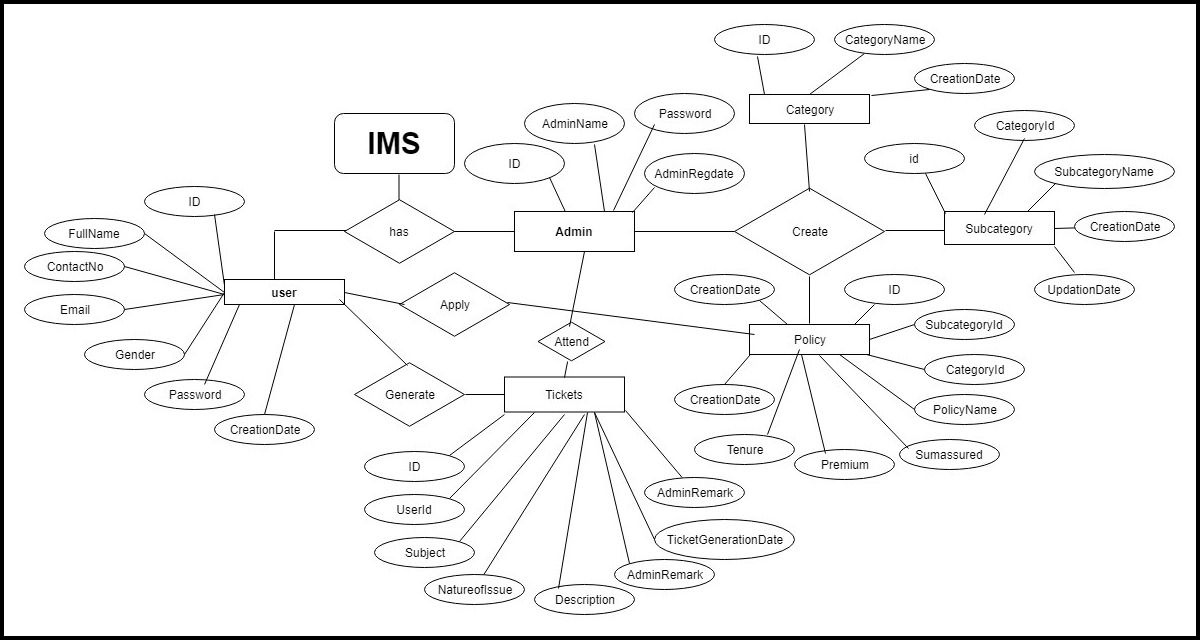 ID
CategoryName
CreationDate
Category
IMS
AdminName
Password
ID
AdminRegdate
CategoryId
id
SubcategoryName
ID
FullName
ContactNo
Email
Gender
Password
CreationDate
user
has
Admin
Create
Subcategory
CreationDate
UpdationDate
Apply
Attend
Generate
Tickets
CreationDate
ID
SubcategoryId
Policy
CategoryId
CreationDate
PolicyName
Tenure
Premium
Sumassured
ID
UserId
Subject
NatureofIssue
Description
AdminRemark
TicketGenerationDate
AdminRemark